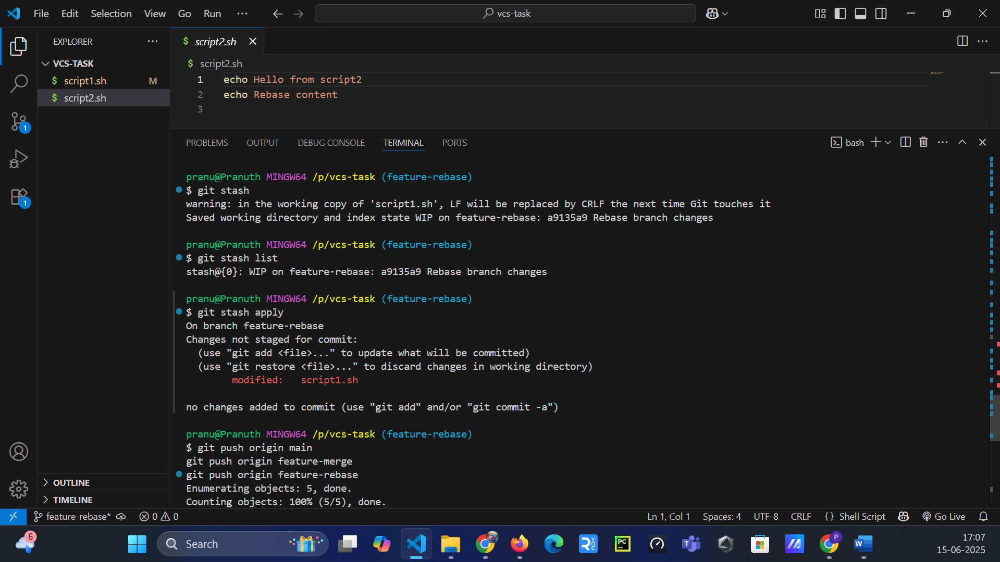 File Edit Selection View Go Run ··· vcs-task
EXPLORER
VCS-TASK
$ script1.sh M
$ script2.sh
1
1
OUTLINE
TIMELINE
$ script2.sh
$ script2.sh
1 echo Hello from script2
2 echo Rebase content
3
PROBLEMS OUTPUT DEBUG CONSOLE TERMINAL PORTS bash
pranu@Pranuth MINGW64 /p/vcs-task (feature-rebase)
$ git stash
warning: in the working copy of 'script1.sh', LF will be replaced by CRLF the next time Git touches it
Saved working directory and index state WIP on feature-rebase: a9135a9 Rebase branch changes
pranu@Pranuth MINGW64 /p/vcs-task (feature-rebase)
$ git stash list
stash@{0}: WIP on feature-rebase: a9135a9 Rebase branch changes
pranu@Pranuth MINGW64 /p/vcs-task (feature-rebase)
$ git stash apply
On branch feature-rebase
Changes not staged for commit:
(use "git add <file>..." to update what will be committed)
(use "git restore <file>..." to discard changes in working directory)
modified: script1.sh
no changes added to commit (use "git add" and/or "git commit -a")
pranu@Pranuth MINGW64 /p/vcs-task (feature-rebase)
$ git push origin main
git push origin feature-merge
git push origin feature-rebase
Enumerating objects: 5, done.
Counting objects: 100% (5/5), done.
feature-rebase* 0 0 Ln 1, Col 1 Spaces: 4 UTF-8 CRLF {} Shell Script Go Live
6 Search PC P W 17:07
15-06-2025